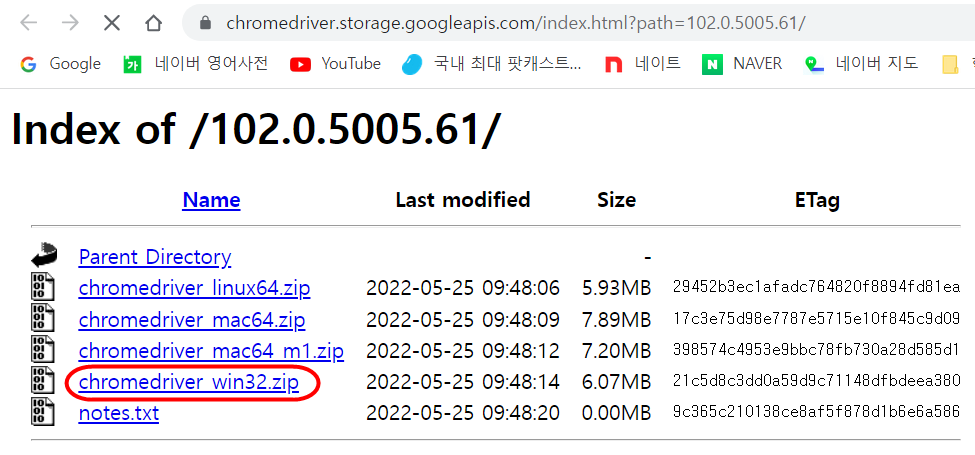 chromedriver.storage.googleapis.com/index.html?path=102.0.5005.61/
Google 가 네이버 영어사전 YouTube 국내 최대 팟캐스트... n 네이트 N NAVER 네이버 지도
Index of /102.0.5005.61/
Name Last modified Size ETag
Parent Directory -
chromedriver_linux64.zip 2022-05-25 09:48:06 5.93MB 29452b3ec1afadc764820f8894fd81ea
chromedriver_mac64.zip 2022-05-25 09:48:09 7.89MB 17c3e75d98e7787e5715e10f845c9d09
chromedriver_mac64_m1.zip 2022-05-25 09:48:12 7.20MB 398574c4953e9bbc78fb730a28d585d1
chromedriver_win32.zip 2022-05-25 09:48:14 6.07MB 21c5d8c3dd0a59d9c71148dfbdeea380
notes.txt 2022-05-25 09:48:20 0.00MB 9c365c210138ce8af5f878d1b6e6a586